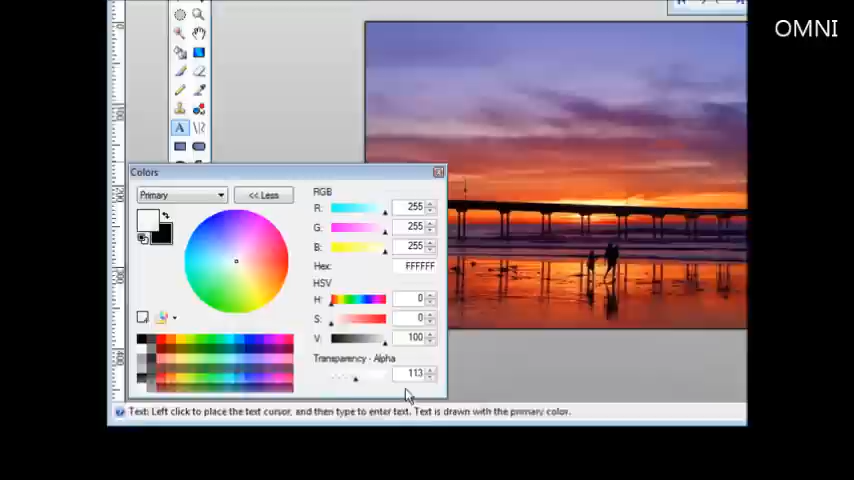 OMNI
Colors
Primary
<< Less
RGB
R: 255
G: 255
B: 255
Hex: FFFFFF
HSV
H: 0
S: 0
V: 100
Transparency - Alpha
113
Text: Left click to place the text cursor, and then type to enter text. Text is drawn with the primary color.